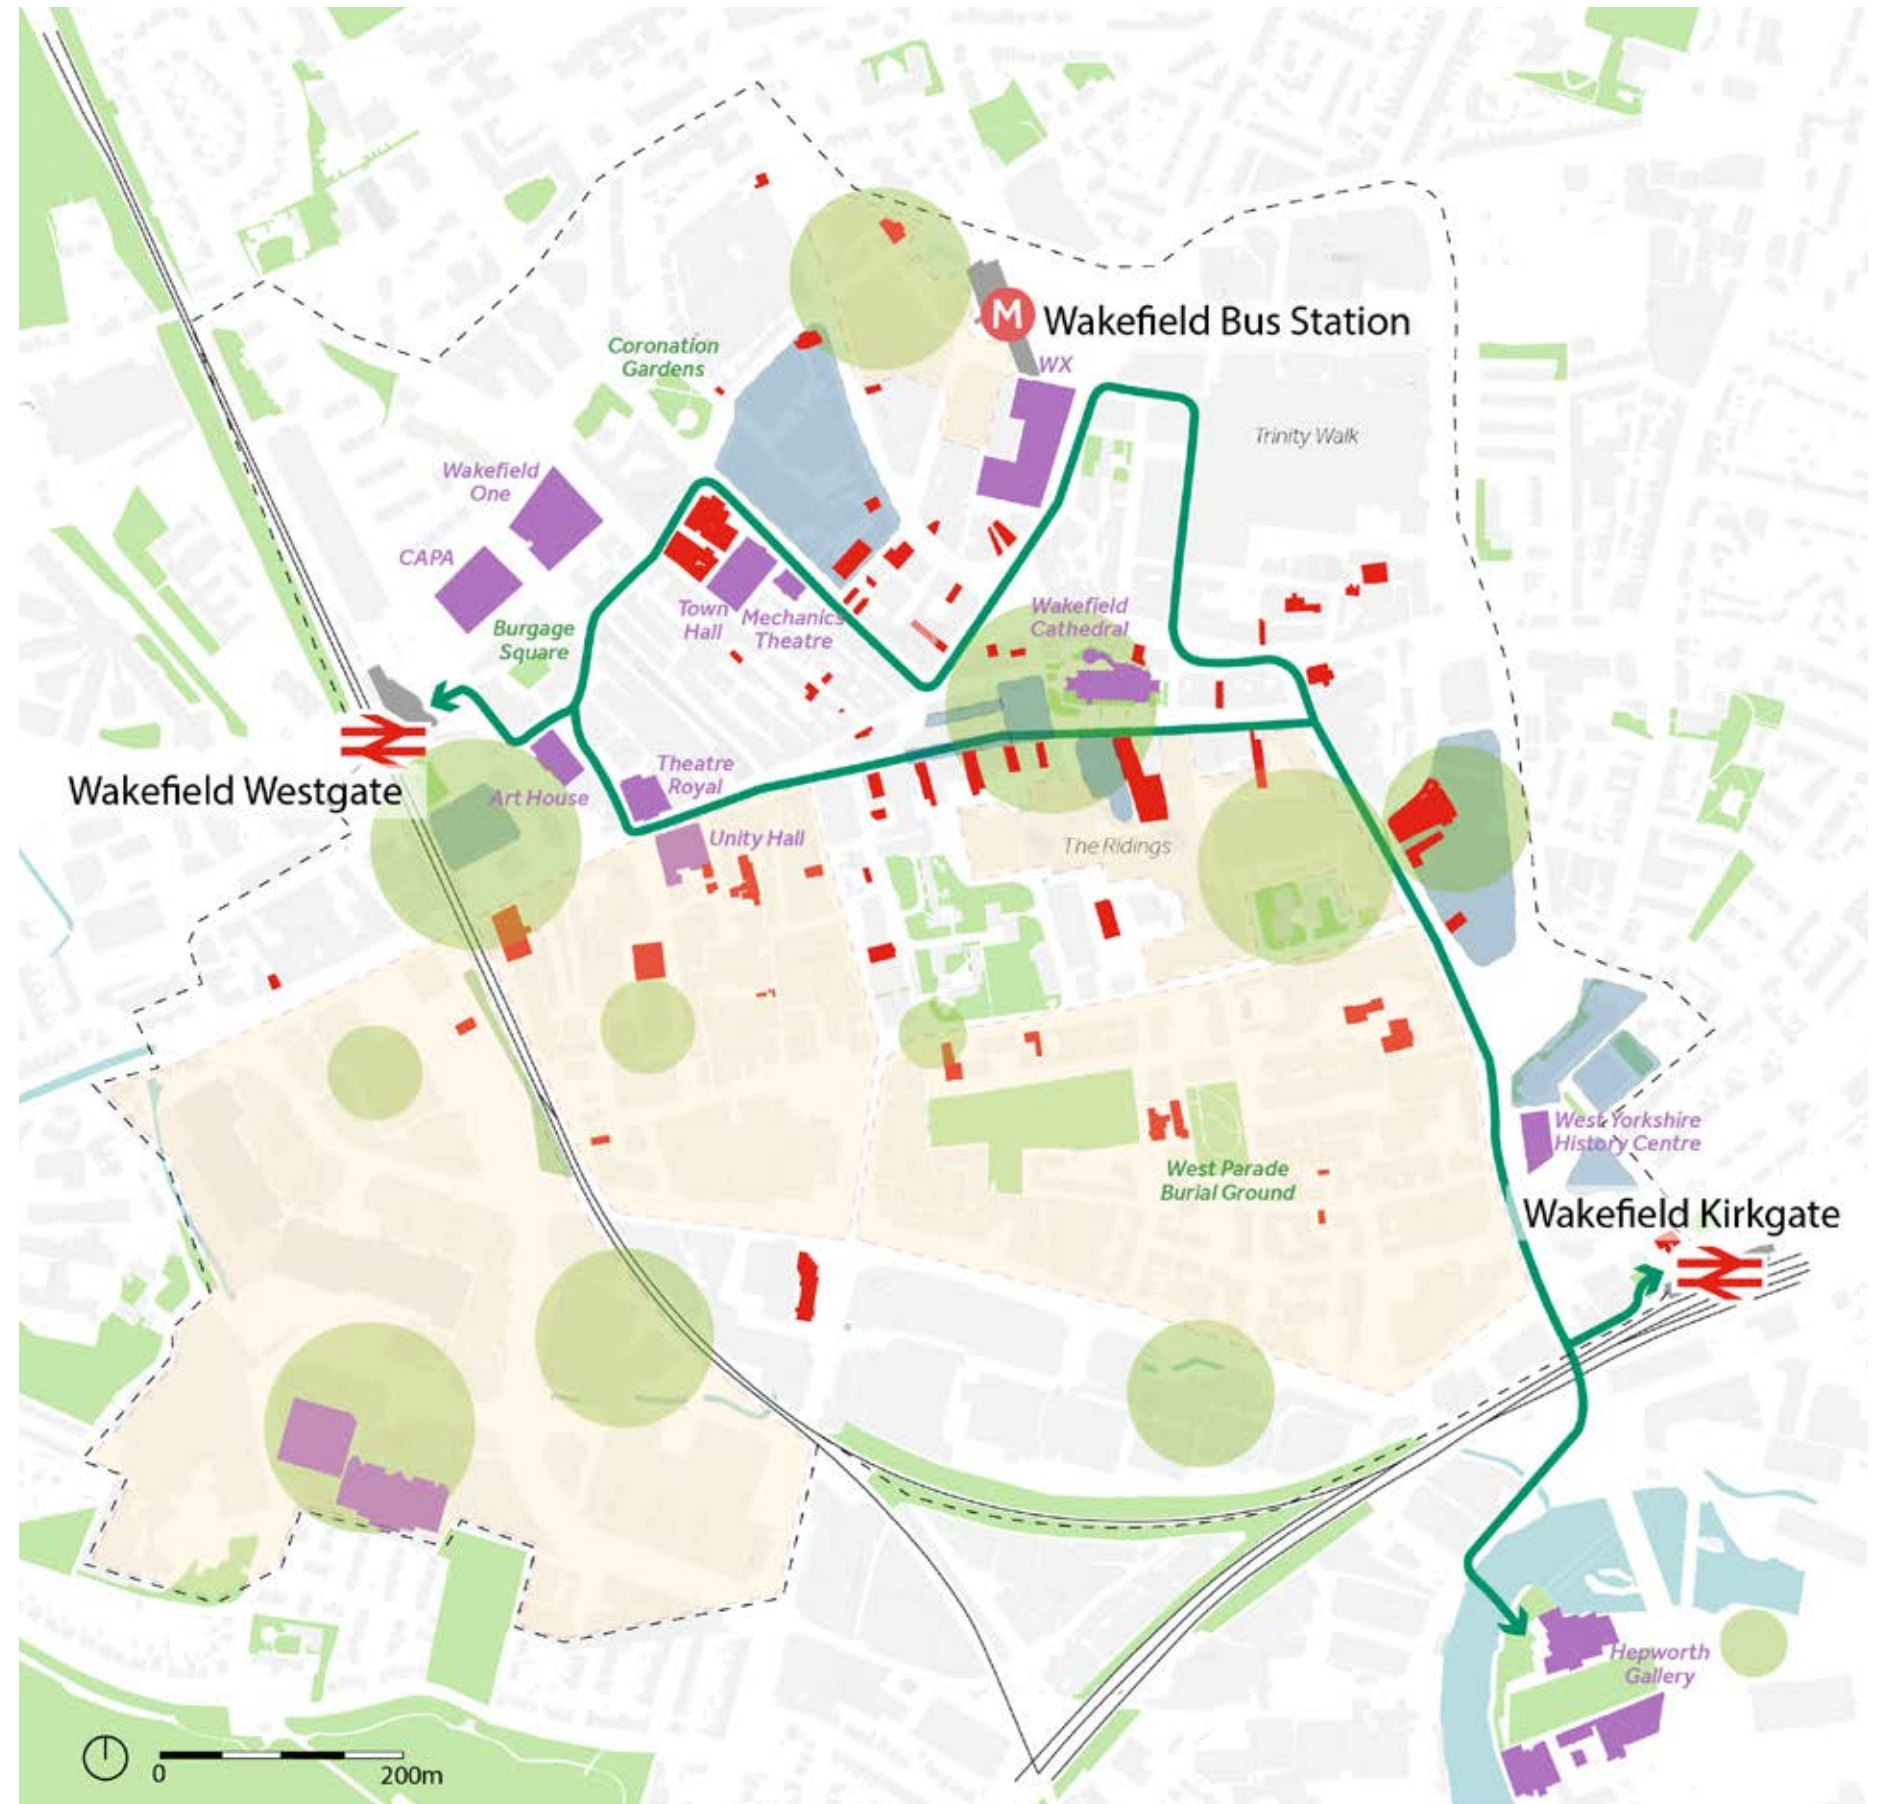 M Wakefield Bus Station
WX
Coronation
Gardens
Trinity Walk
Wakefield
One
CAPA
Burgage
Square
Town
Hall
Mechanics
Theatre
Wakefield
Cathedral
Wakefield Westgate
Art House
Theatre
Royal
Unity Hall
The Ridings
West Yorkshire
History Centre
West Parade
Burial Ground
Wakefield Kirkgate
Hepworth
Gallery
0 200m